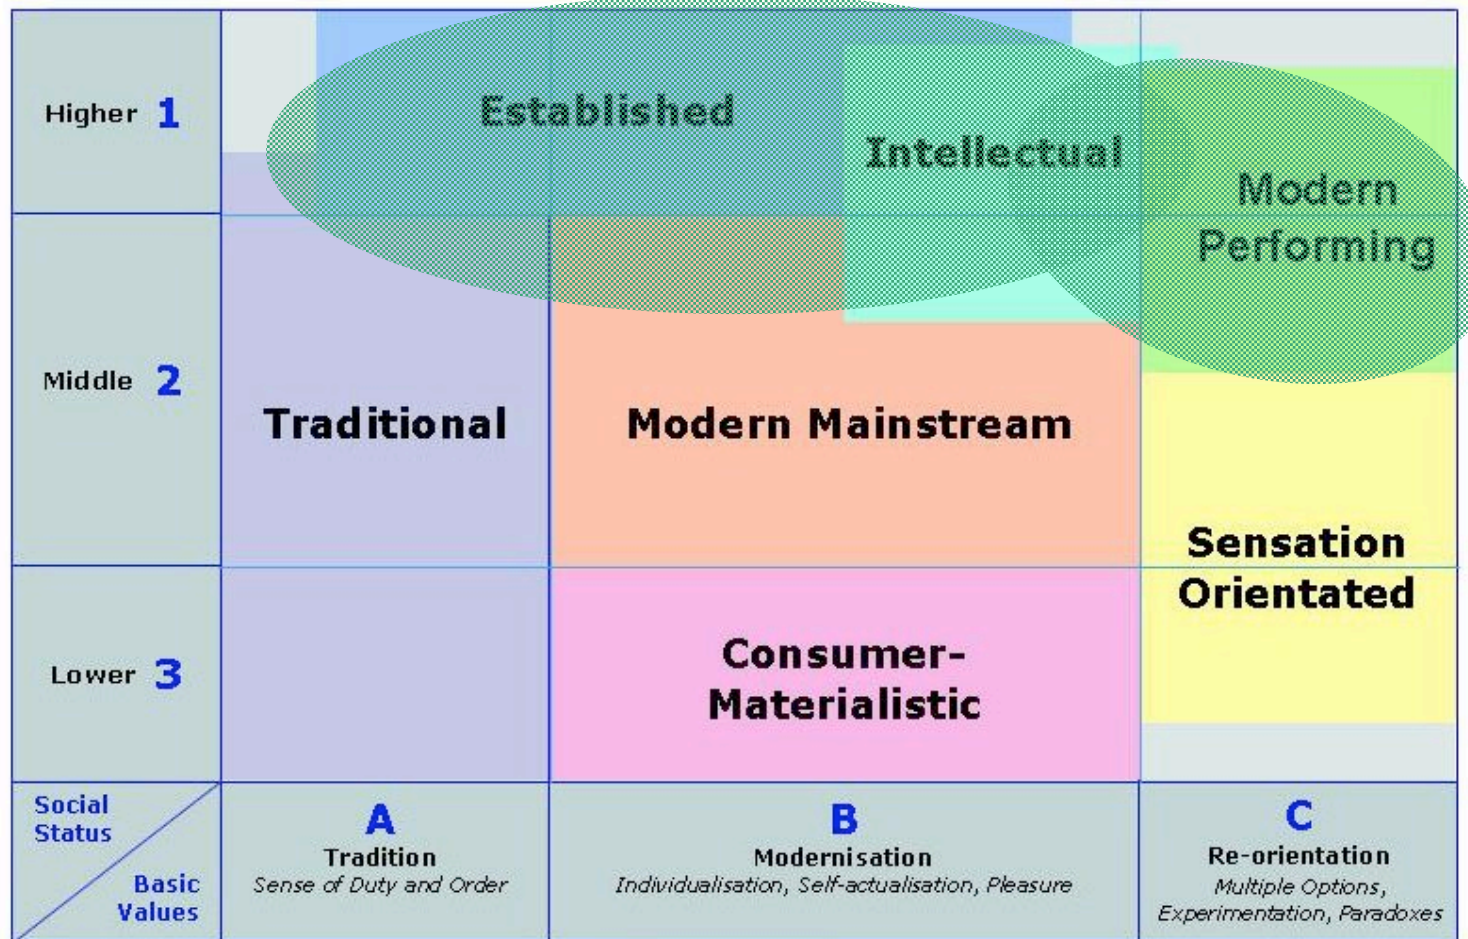 Higher 1
Established
Intellectual
Modern
Performing
Middle 2
Traditional
Modern Mainstream
Sensation
Orientated
Lower 3
Consumer-
Materialistic
Social
Status
Basic
Values
A
Tradition
Sense of Duty and Order
B
Modernisation
Individualisation, Self-actualisation, Pleasure
C
Re-orientation
Multiple Options,
Experimentation, Paradoxes